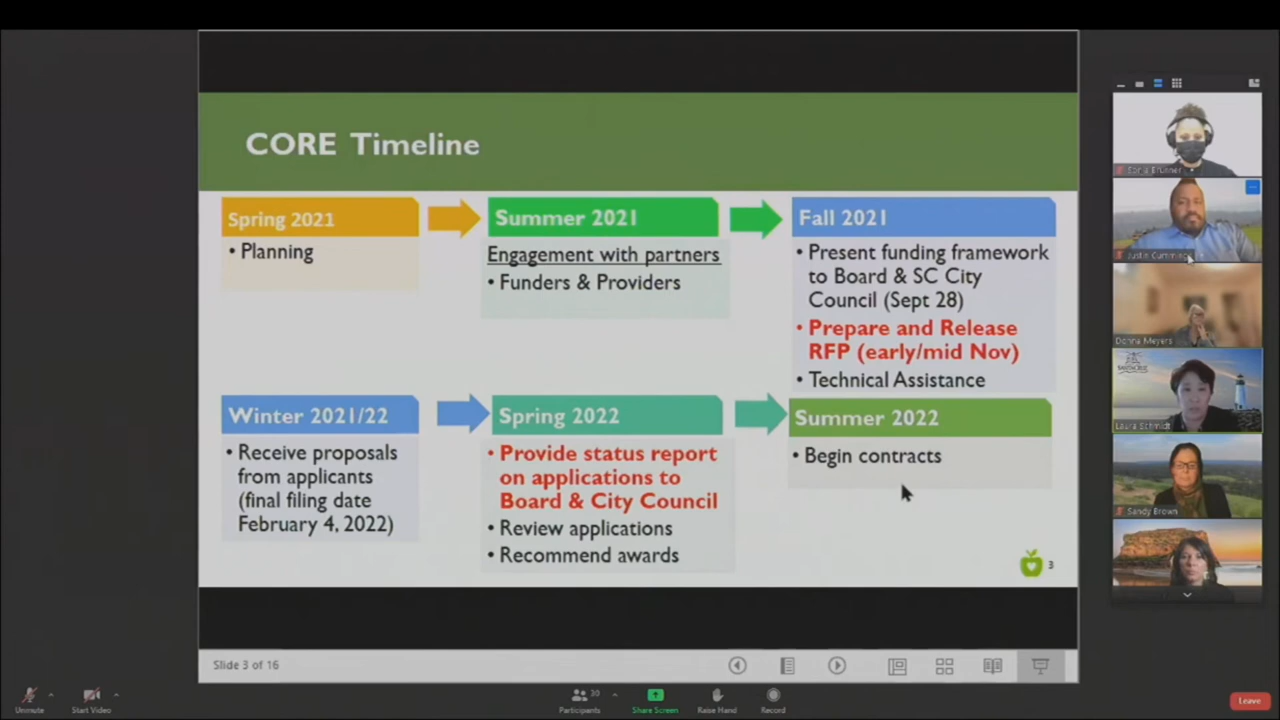 CORE Timeline
Spring 2021
• Planning
Summer 2021
Engagement with partners
• Funders & Providers
Fall 2021
• Present funding framework
to Board & SC City
Council (Sept 28)
• Prepare and Release
RFP (early/mid Nov)
• Technical Assistance
Winter 2021/22
• Receive proposals
from applicants
(final filing date
February 4, 2022)
Spring 2022
• Provide status report
on applications to
Board & City Council
• Review applications
• Recommend awards
Summer 2022
• Begin contracts
3
Slide 3 of 16
Donna Meyers
Laura Schmidt
Sandy Brown
Unmute
Start Video
Participants
30
Share Screen
Raise Hand
Record
Leave